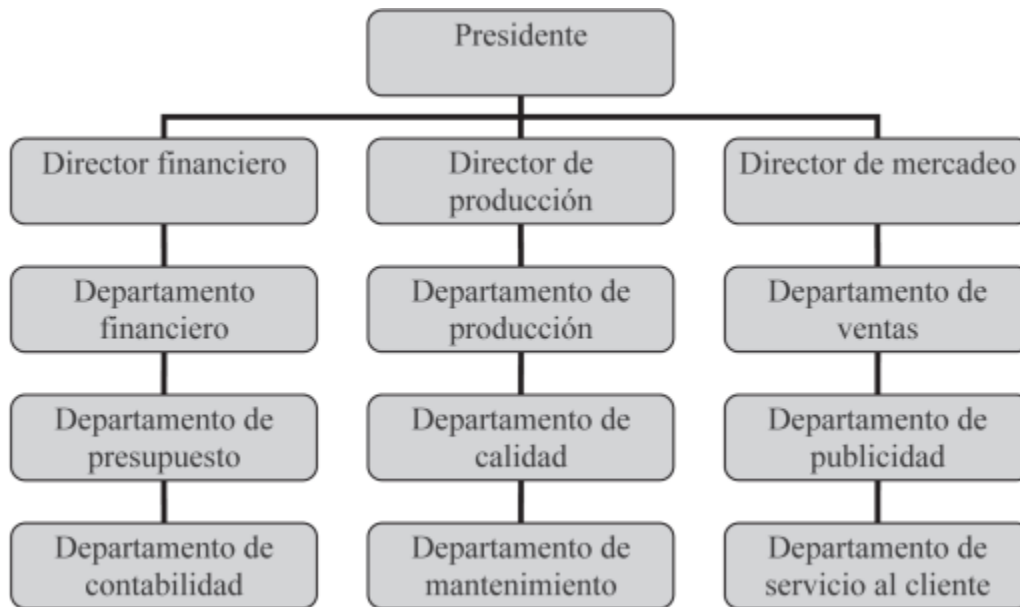 Presidente
Director financiero
Director de
producción
Director de mercadeo
Departamento
financiero
Departamento de
producción
Departamento de
ventas
Departamento de
presupuesto
Departamento de
calidad
Departamento de
publicidad
Departamento de
contabilidad
Departamento de
mantenimiento
Departamento de
servicio al cliente